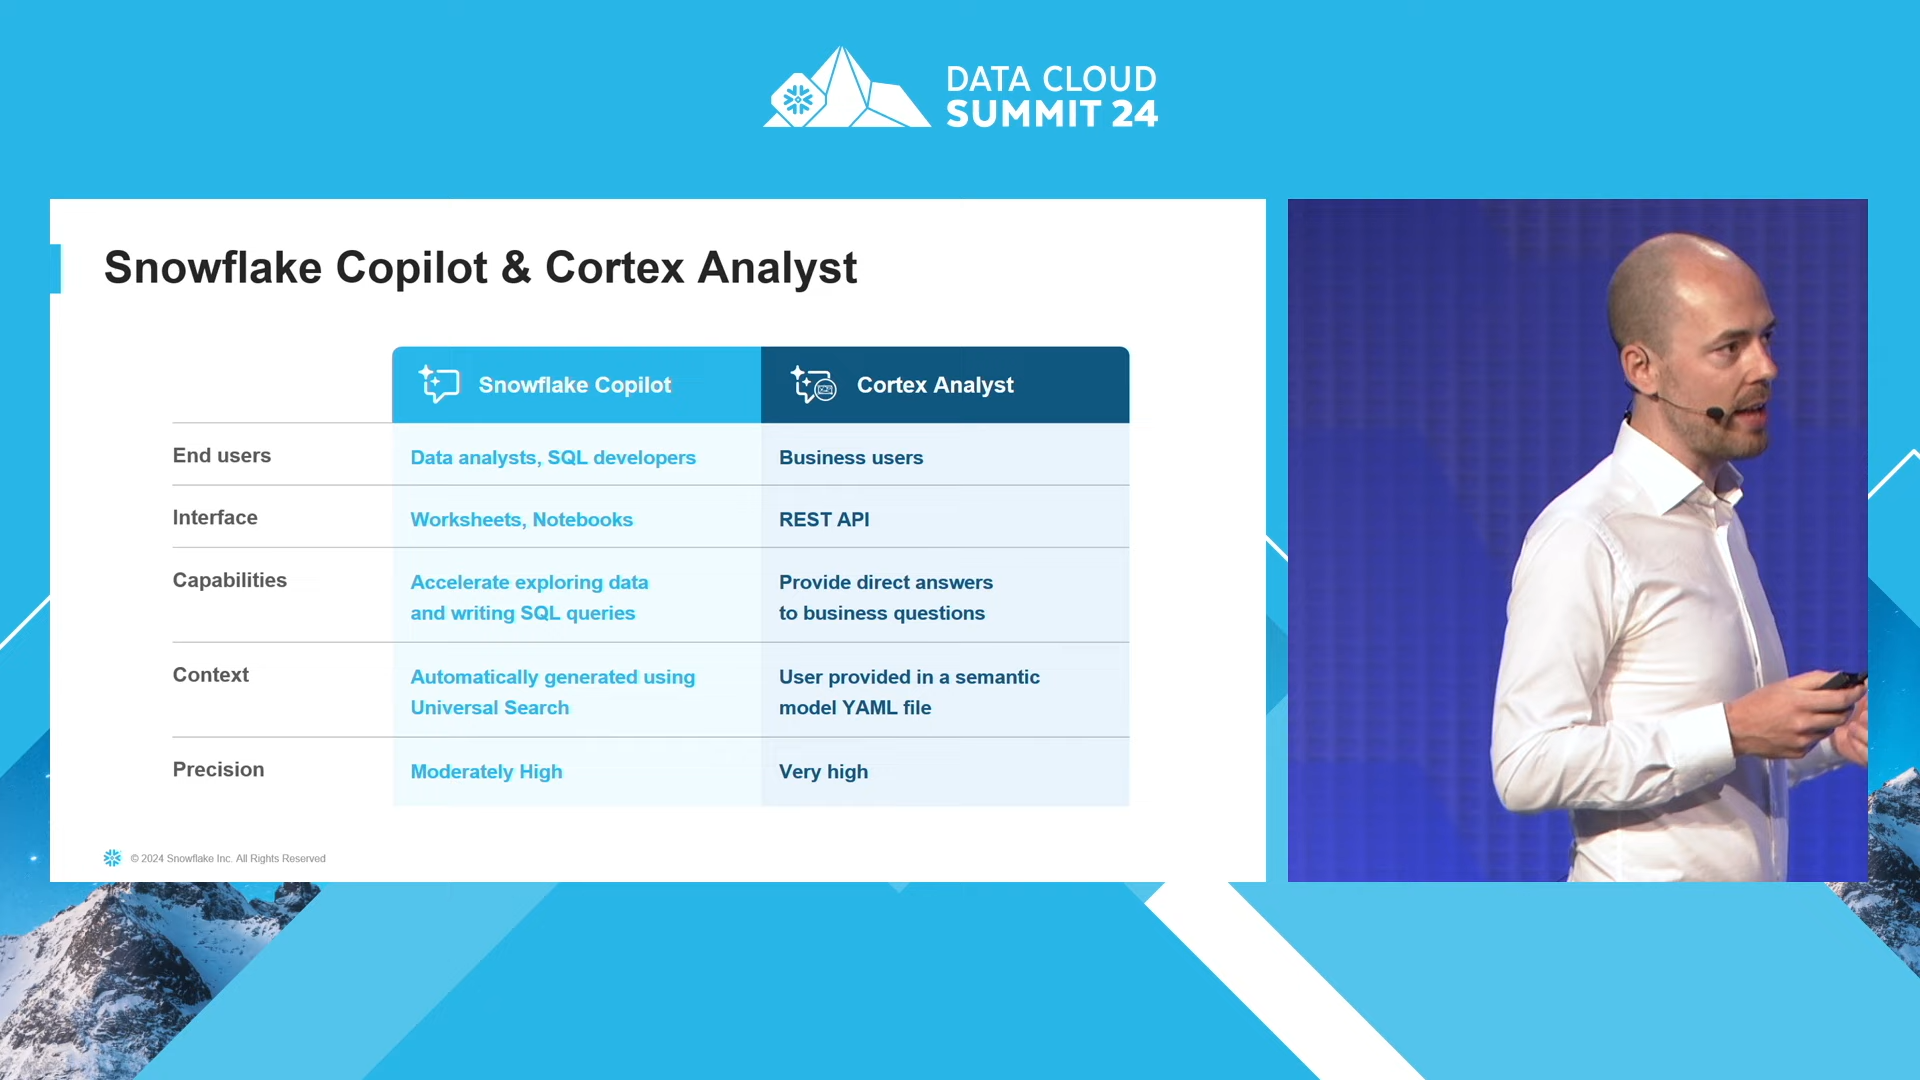 DATA CLOUD
SUMMIT 24
Snowflake Copilot & Cortex Analyst
Snowflake Copilot
Cortex Analyst
End users
Data analysts, SQL developers
Business users
Interface
Worksheets, Notebooks
REST API
Capabilities
Accelerate exploring data
and writing SQL queries
Provide direct answers
to business questions
Context
Automatically generated using
Universal Search
User provided in a semantic
model YAML file
Precision
Moderately High
Very high
© 2024 Snowflake Inc. All Rights Reserved